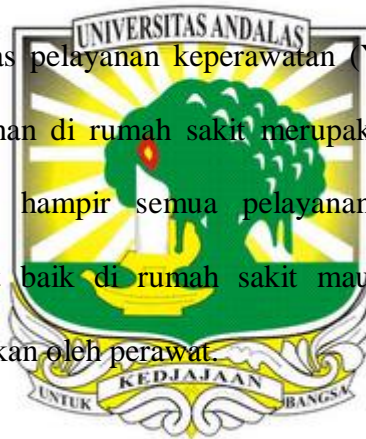 UNIVERSITAS ANDALAS
as pelayanan keperawatan (Y
nan di rumah sakit merupak
hampir semua pelayanan
baik di rumah sakit mau
kan oleh perawat.
KEDJAJAAN
UNTUK BANGSA